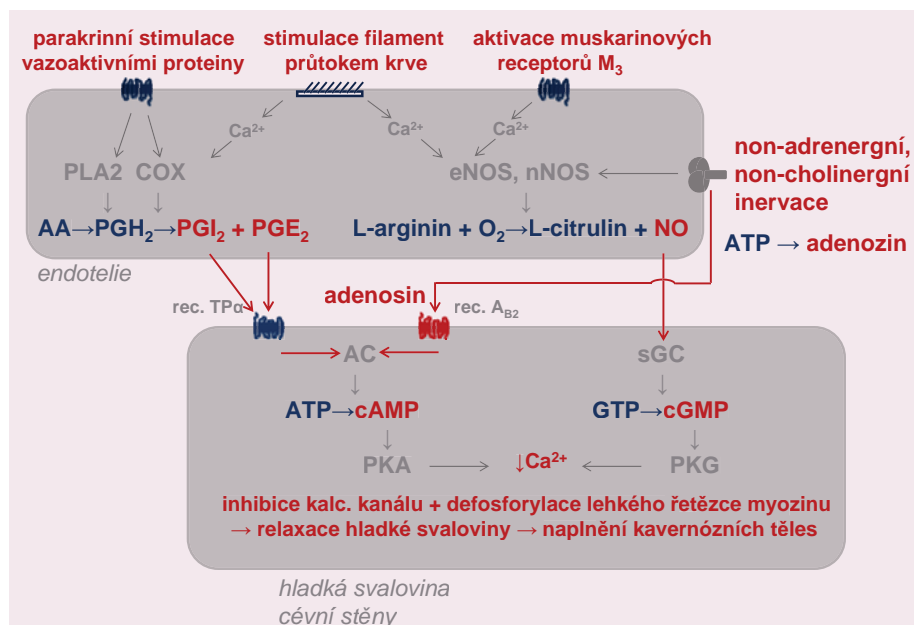 parakrinní stimulace
vazoaktivními proteiny
stimulace filament
průtokem krve
aktivace muskarinových
receptorů M₃
Ca²⁺
Ca²⁺
Ca²⁺
PLA2 COX
eNOS, nNOS
non-adrenergní,
non-cholinergní
inervace
AA→PGH₂→PGI₂ + PGE₂
L-arginin + O₂→L-citrulin + NO
ATP → adenozin
endotelie
rec. TPα
adenosin
rec. A_B2
AC
sGC
ATP→cAMP
GTP→cGMP
PKA
↓Ca²⁺
PKG
inhibice kalc. kanálu + defosforylace lehkého řetězce myozinu
→ relaxace hladké svaloviny → naplnění kavernózních těles
hladká svalovina
cévní stěny